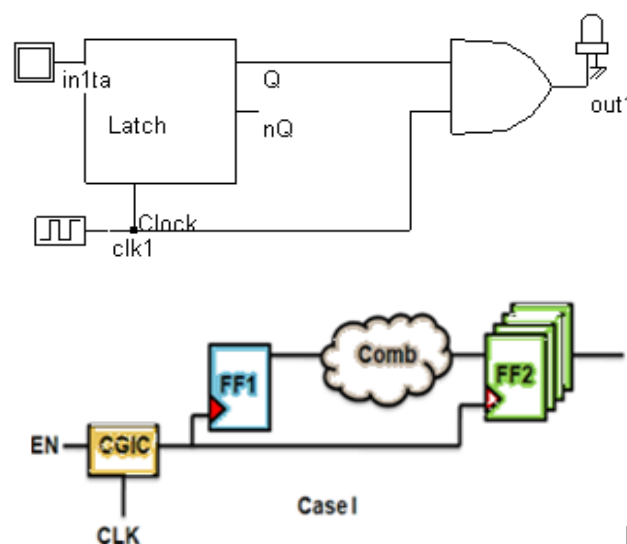 in1ta
Q
Latch
nQ
out1
Clock
clk1
Comb
FF1
FF2
EN
CGIC
Case I
CLK